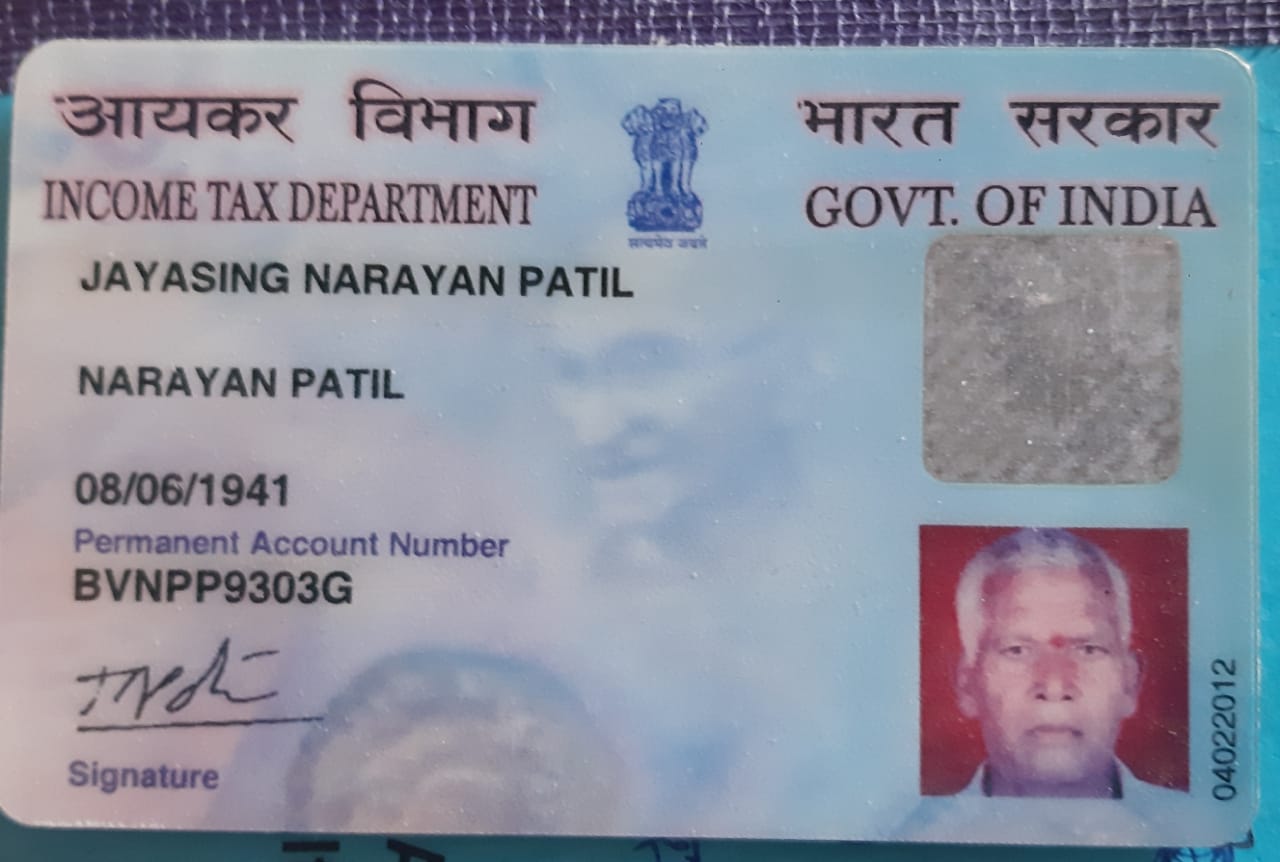 आयकर विभाग भारत सरकार
INCOME TAX DEPARTMENT GOVT. OF INDIA
सत्यमेव जयते
JAYASING NARAYAN PATIL
NARAYAN PATIL
08/06/1941
Permanent Account Number
BVNPP9303G
Signature
04022012